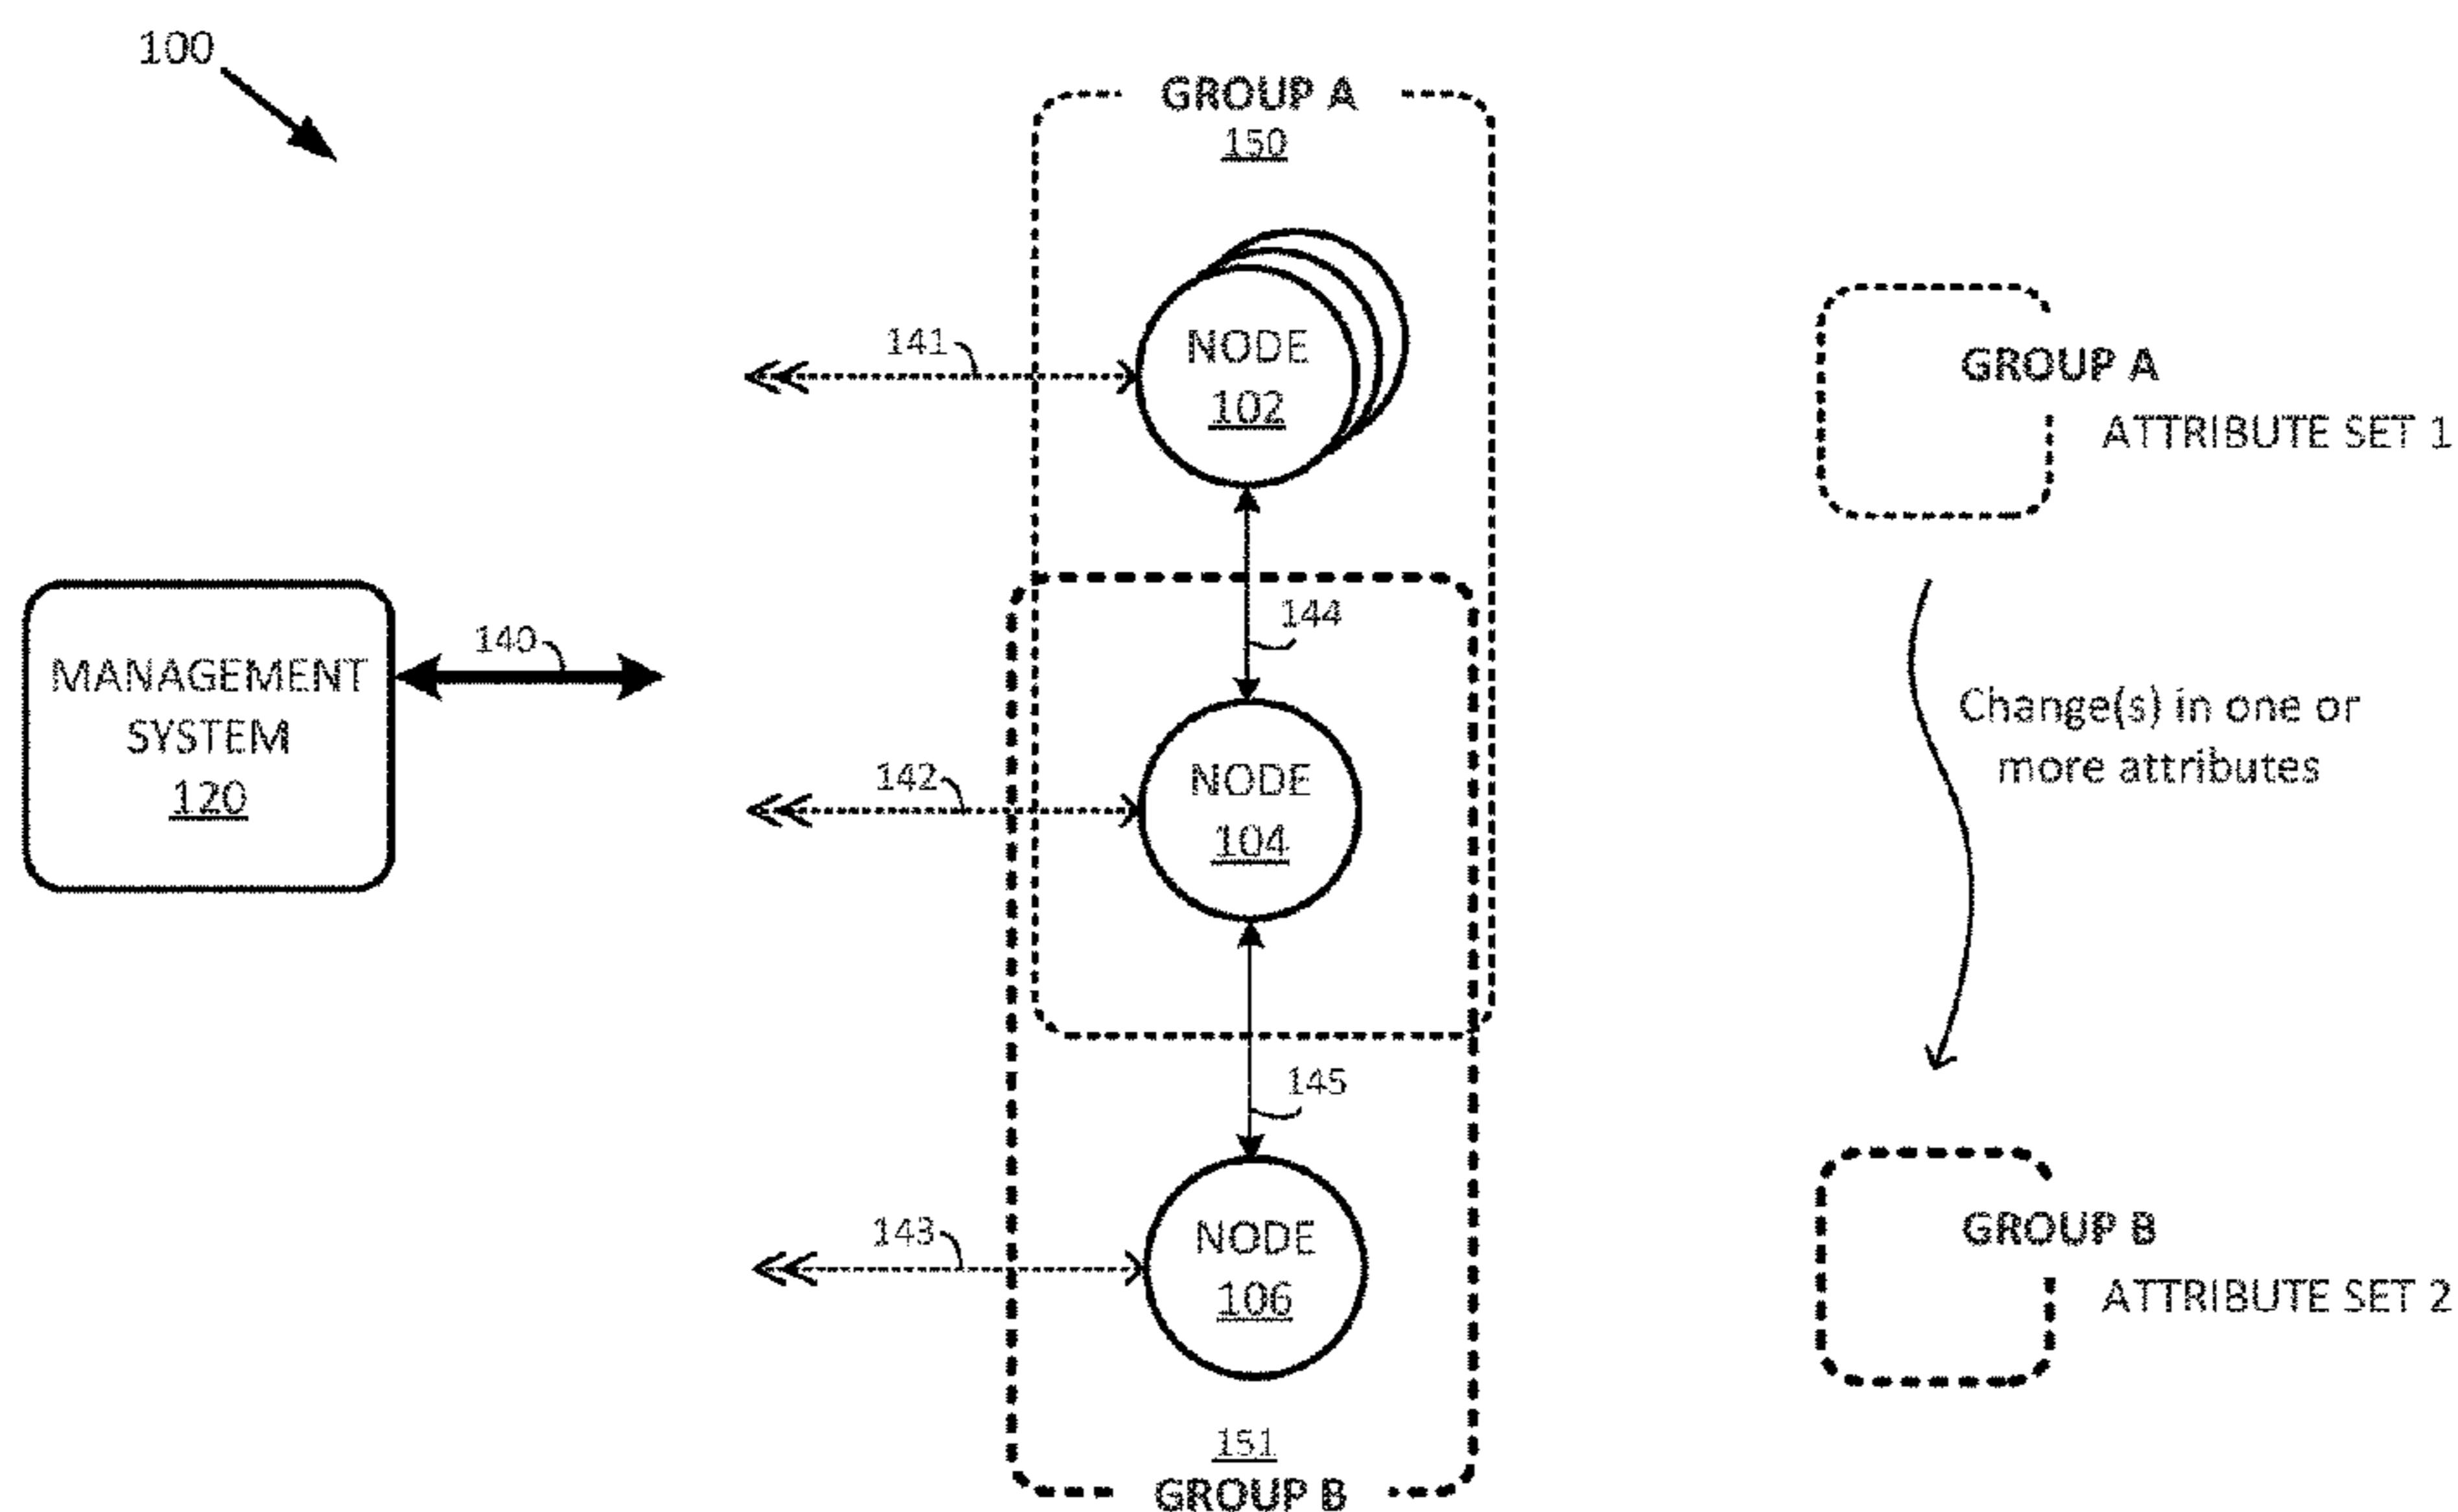 100
GROUP A
150
141
NODE
102
GROUP A
ATTRIBUTE SET 1
144
140
MANAGEMENT
SYSTEM
120
Change(s) in one or
more attributes
142
NODE
104
145
143
NODE
106
GROUP B
ATTRIBUTE SET 2
151
GROUP B